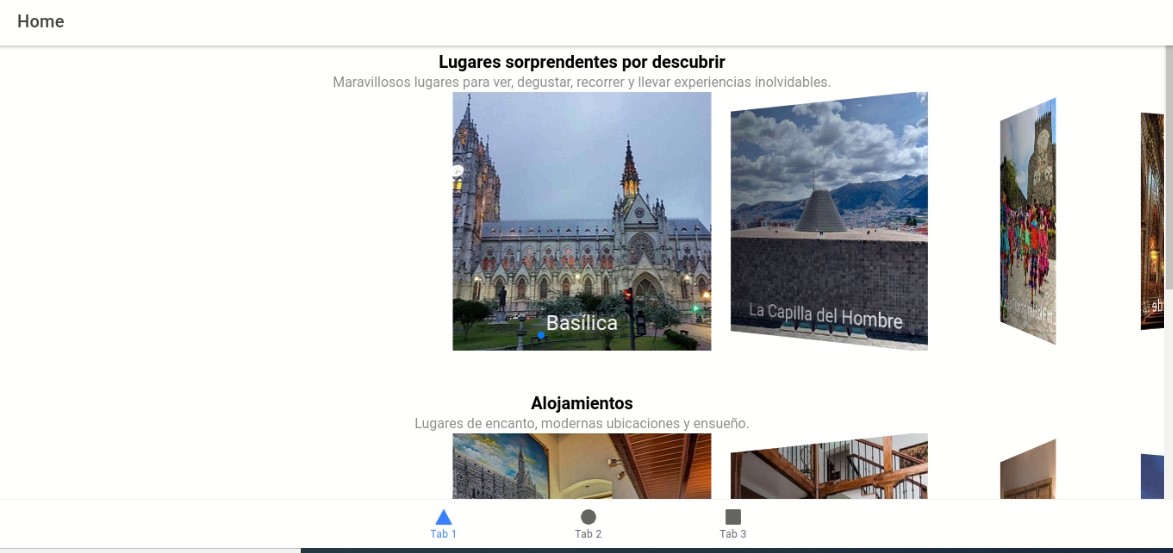 Home
Lugares sorprendentes por descubrir
Maravillosos lugares para ver, degustar, recorrer y llevar experiencias inolvidables.
Basílica
La Capilla del Hombre
Alojamientos
Lugares de encanto, modernas ubicaciones y ensueño.
Tab 1
Tab 2
Tab 3